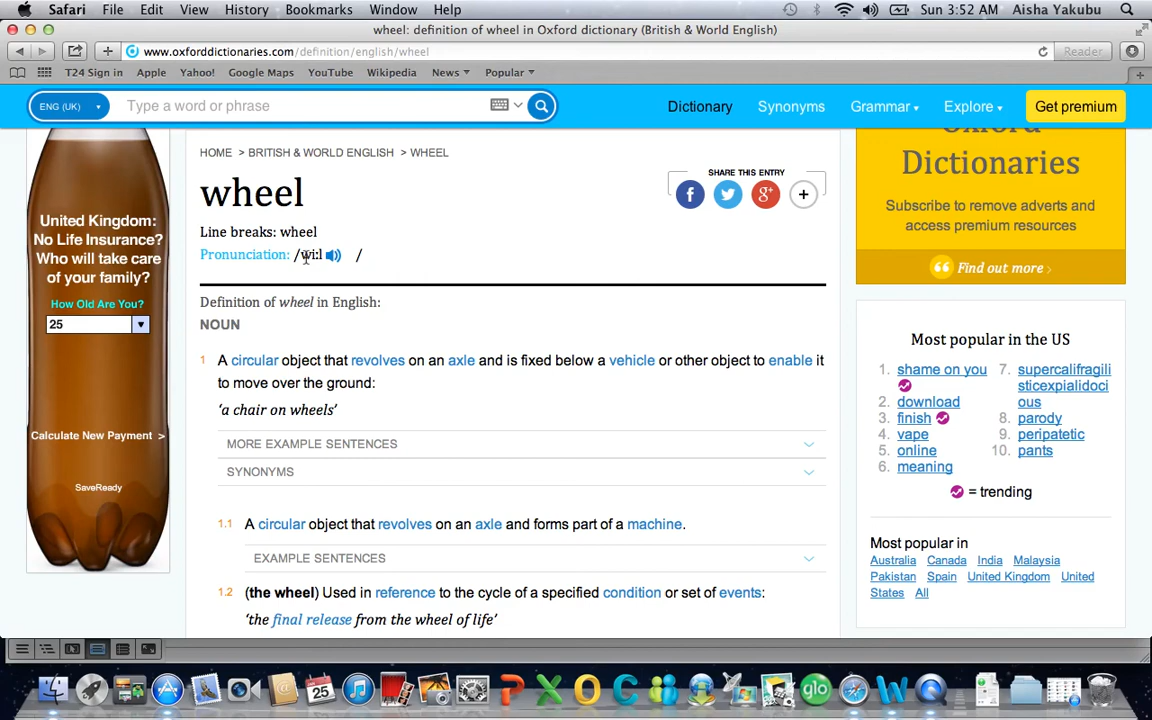 Safari File Edit View History Bookmarks Window Help Sun 3:52 AM Aisha Yakubu
wheel: definition of wheel in Oxford dictionary (British & World English)
www.oxforddictionaries.com/definition/english/wheel Reader
T24 Sign in Apple Yahoo! Google Maps YouTube Wikipedia News Popular
ENG (UK) Type a word or phrase Dictionary Synonyms Grammar Explore Get premium
HOME > BRITISH & WORLD ENGLISH > WHEEL
wheel
SHARE THIS ENTRY
Line breaks: wheel
Pronunciation: /wiːl /
Definition of wheel in English:
NOUN
1 A circular object that revolves on an axle and is fixed below a vehicle or other object to enable it
to move over the ground:
‘a chair on wheels’
MORE EXAMPLE SENTENCES
SYNONYMS
1.1 A circular object that revolves on an axle and forms part of a machine.
EXAMPLE SENTENCES
1.2 (the wheel) Used in reference to the cycle of a specified condition or set of events:
‘the final release from the wheel of life’
United Kingdom:
No Life Insurance?
Who will take care
of your family?
How Old Are You?
25
Calculate New Payment >
SaveReady
Oxford
Dictionaries
Subscribe to remove adverts and
access premium resources
Find out more ›
Most popular in the US
1. shame on you
2. download
3. finish
4. vape
5. online
6. meaning
7. supercalifragili
sticexpialidoci
ous
8. parody
9. peripatetic
10. pants
= trending
Most popular in
Australia Canada India Malaysia
Pakistan Spain United Kingdom United
States All
25
glo